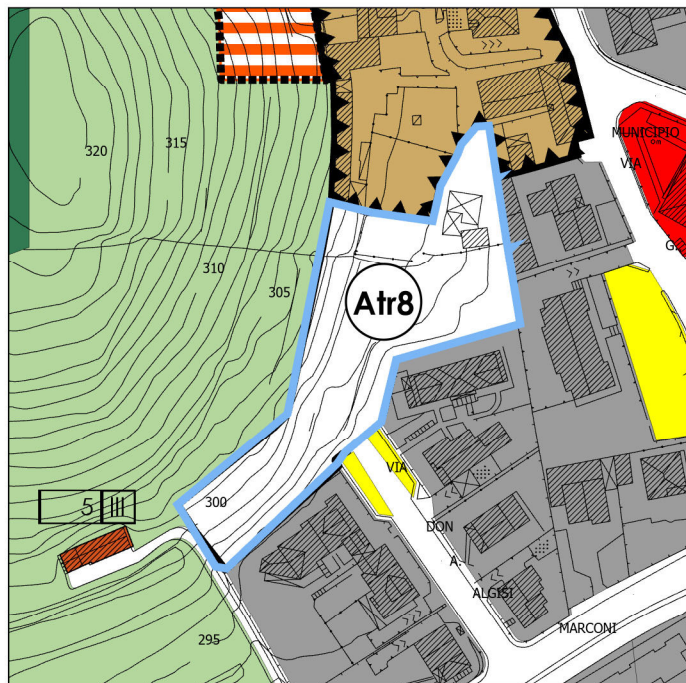 MUNICIPIO
VIA
G.
320
315
310
305
Atr8
VIA
300
5 III
DON
A.
ALGISI
MARCONI
295